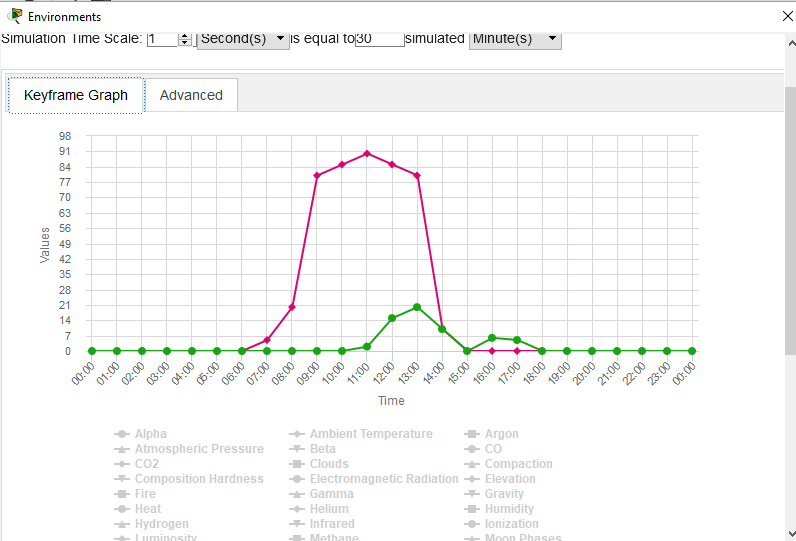 Environments
Simulation Time Scale: 1 Second(s) is equal to 30 simulated Minute(s)
Keyframe Graph Advanced
98
91
84
77
70
63
56
49
42
35
28
21
14
7
0
Values
00:00 01:00 02:00 03:00 04:00 05:00 06:00 07:00 08:00 09:00 10:00 11:00 12:00 13:00 14:00 15:00 16:00 17:00 18:00 19:00 20:00 21:00 22:00 23:00 00:00
Time
Alpha Ambient Temperature Argon
Atmospheric Pressure Beta CO
CO2 Clouds Compaction
Composition Hardness Electromagnetic Radiation Elevation
Fire Gamma Gravity
Heat Helium Humidity
Hydrogen Infrared Ionization
Luminosity Methane Moon Phases